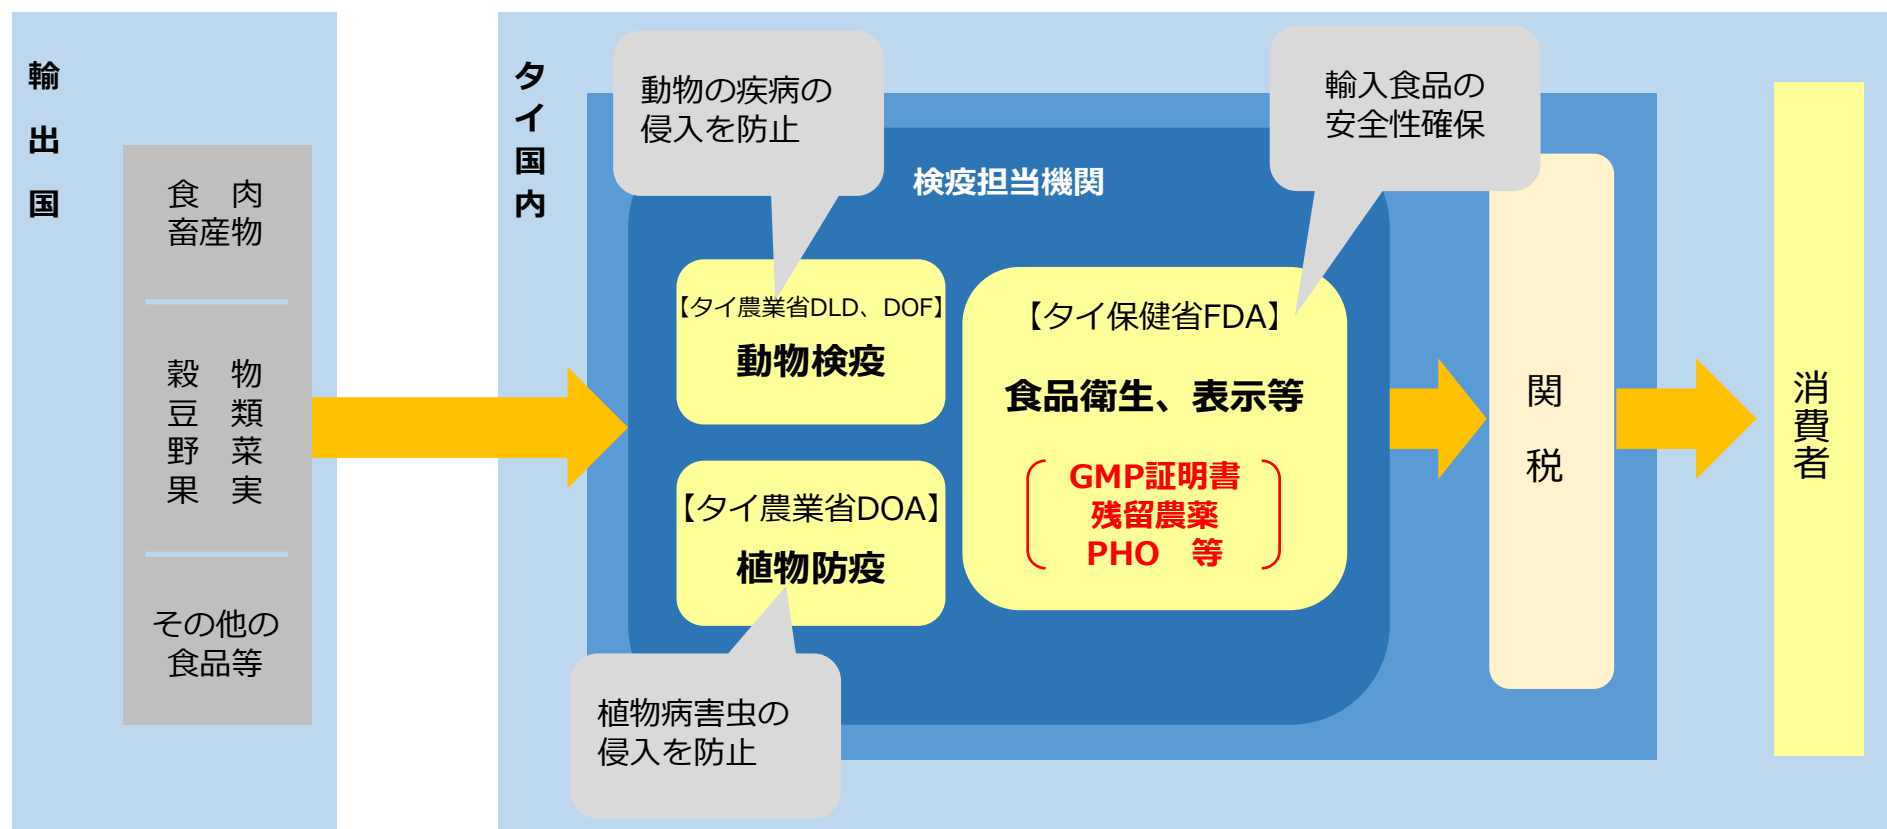 輸出国
食　肉
畜産物
穀　物
豆　類
野　菜
果　実
その他の
食品等
タイ国内
動物の疾病の
侵入を防止
検疫担当機関
輸入食品の
安全性確保
【タイ農業省DLD、DOF】
動物検疫
【タイ農業省DOA】
植物防疫
植物病害虫の
侵入を防止
【タイ保健省FDA】
食品衛生、表示等
GMP証明書
残留農薬
PHO　等
関税
消費者